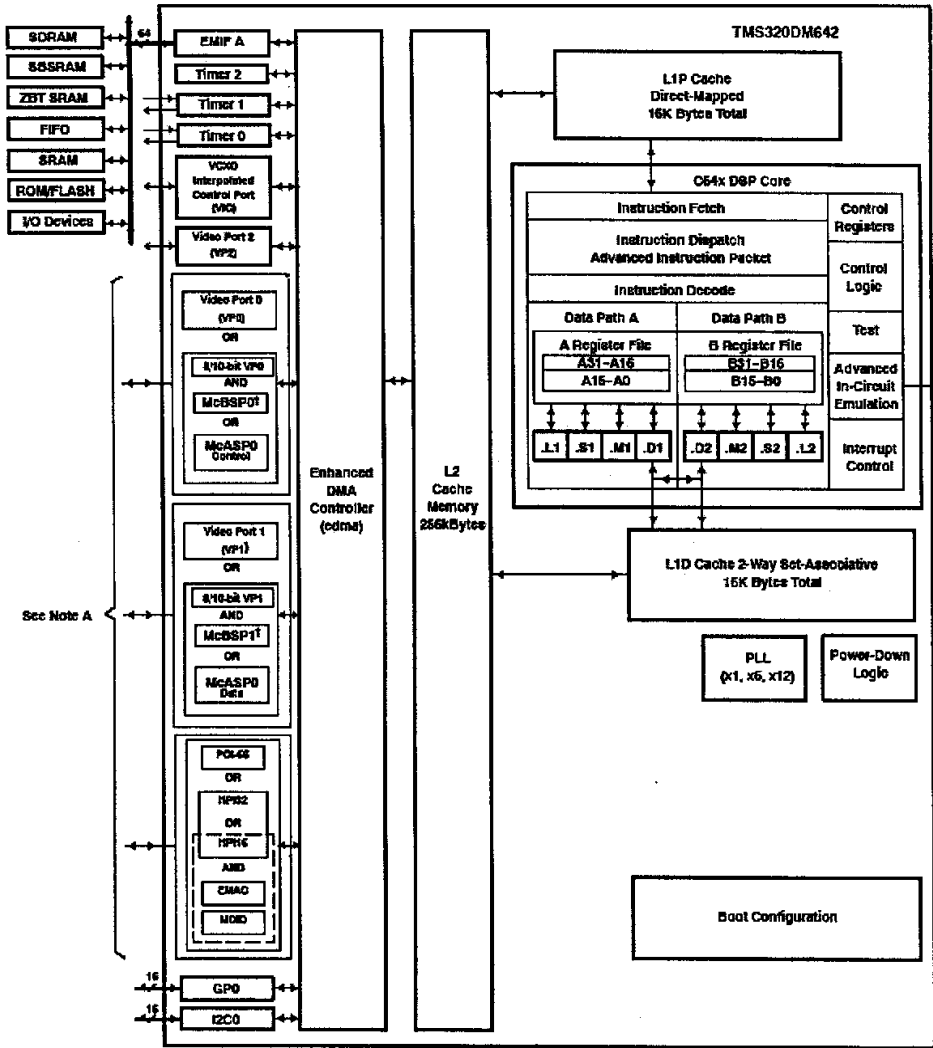 TMS320DM642
SDRAM
SBSRAM
ZBT SRAM
FIFO
SRAM
ROM/FLASH
I/O Devices
64
EMIF A
Timer 2
Timer 1
Timer 0
VCXO
Interpolated
Control Port
(VIC)
Video Port 2
(VP2)
Video Port 0
(VP0)
OR
8/10-bit VP0
AND
McBSP0†
OR
McASP0
Control
Video Port 1
(VP1)
OR
8/10-bit VP1
AND
McBSP1†
OR
McASP0
Data
See Note A
PCI-66
OR
HPI32
OR
HPI16
AND
EMAC
MDIO
16
GP0
16
I2C0
Enhanced
DMA
Controller
(edma)
L2
Cache
Memory
256kBytes
L1P Cache
Direct-Mapped
16K Bytes Total
C64x DSP Core
Instruction Fetch
Instruction Dispatch
Advanced Instruction Packet
Instruction Decode
Control
Registers
Control
Logic
Test
Advanced
In-Circuit
Emulation
Interrupt
Control
Data Path A
Data Path B
A Register File
A31–A16
A15–A0
B Register File
B31–B16
B15–B0
.L1 .S1 .M1 .D1
.D2 .M2 .S2 .L2
L1D Cache 2-Way Set-Associative
16K Bytes Total
PLL
(x1, x6, x12)
Power-Down
Logic
Boot Configuration